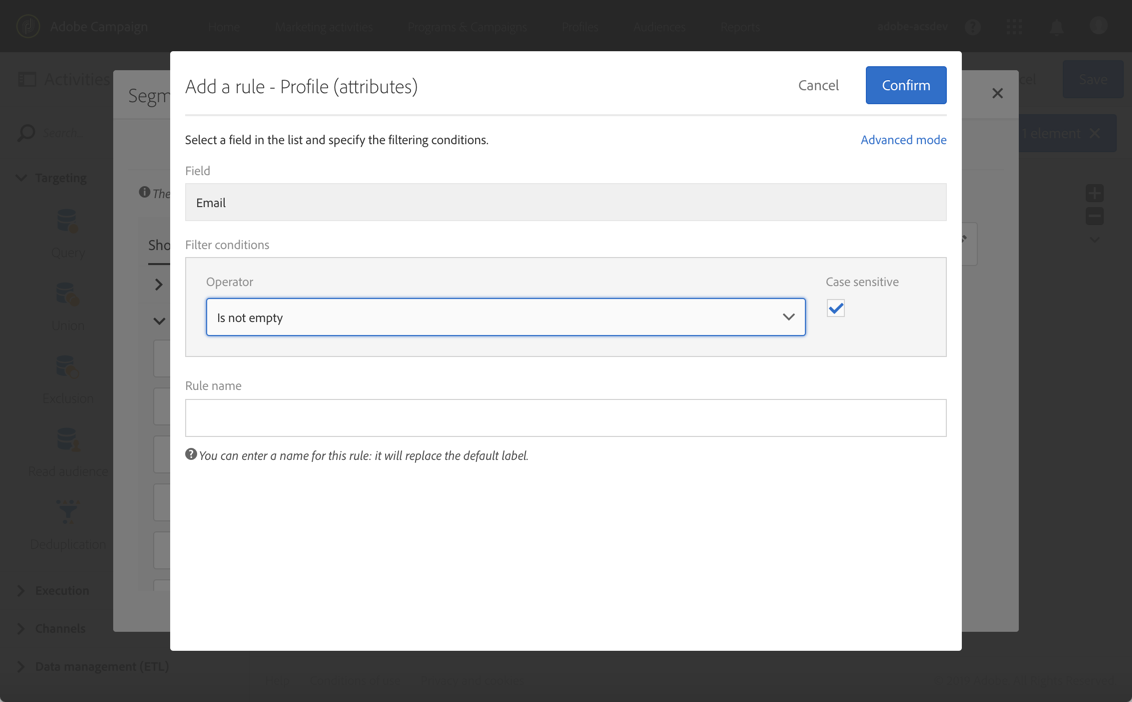 Adobe Campaign
Home
Marketing activities
Programs & Campaigns
Profiles
Audiences
Reports
adobe-acsdev
Activities
Search
Targeting
Query
Union
Exclusion
Read audience
Deduplication
Execution
Channels
Data management (ETL)
Segm
The
Sho
Save
element
Add a rule - Profile (attributes)
Cancel
Confirm
Select a field in the list and specify the filtering conditions.
Advanced mode
Field
Email
Filter conditions
Operator
Case sensitive
Is not empty
Rule name
You can enter a name for this rule: it will replace the default label.